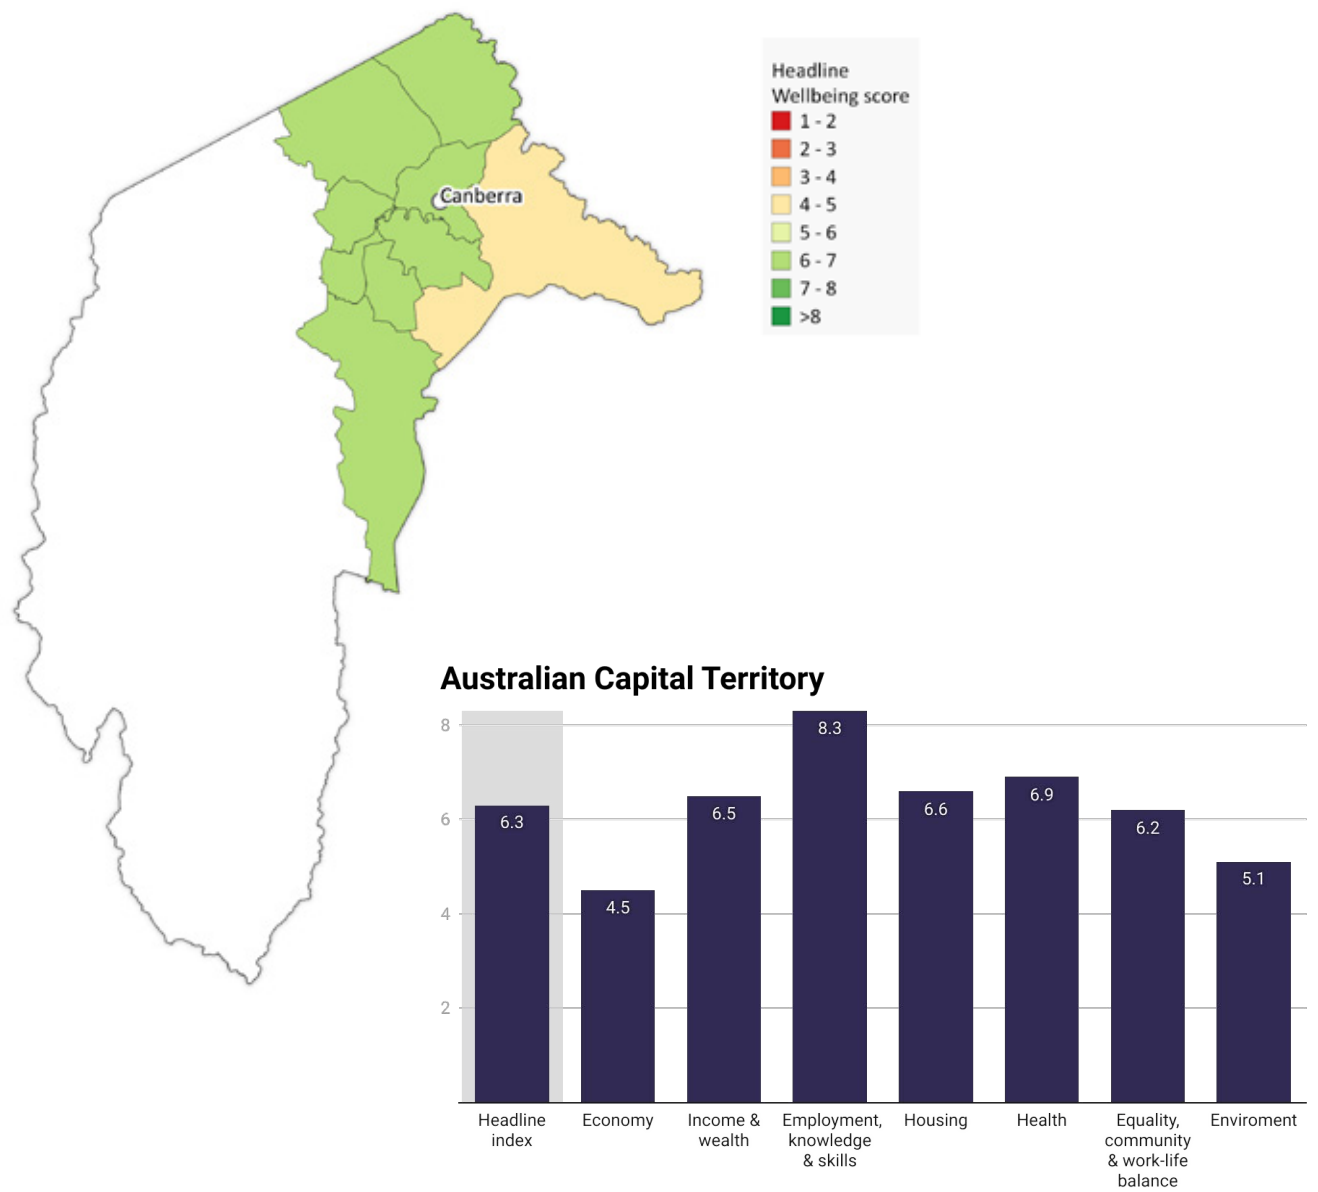 Canberra
Headline
Wellbeing score
1 - 2
2 - 3
3 - 4
4 - 5
5 - 6
6 - 7
7 - 8
>8
Australian Capital Territory
8
6
4
2
6.3
4.5
6.5
8.3
6.6
6.9
6.2
5.1
Headline
index
Economy
Income &
wealth
Employment,
knowledge
& skills
Housing
Health
Equality,
community
& work-life
balance
Enviroment